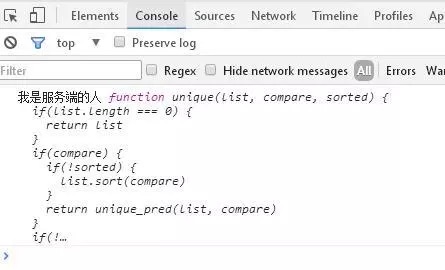 Elements Console Sources Network Timeline Profiles Ap
top Preserve log
Filter Regex Hide network messages All Errors War
我是服务端的人 function unique(list, compare, sorted) {
if(list.length === 0) {
return list
}
if(compare) {
if(!sorted) {
list.sort(compare)
}
return unique_pred(list, compare)
}
if(!…